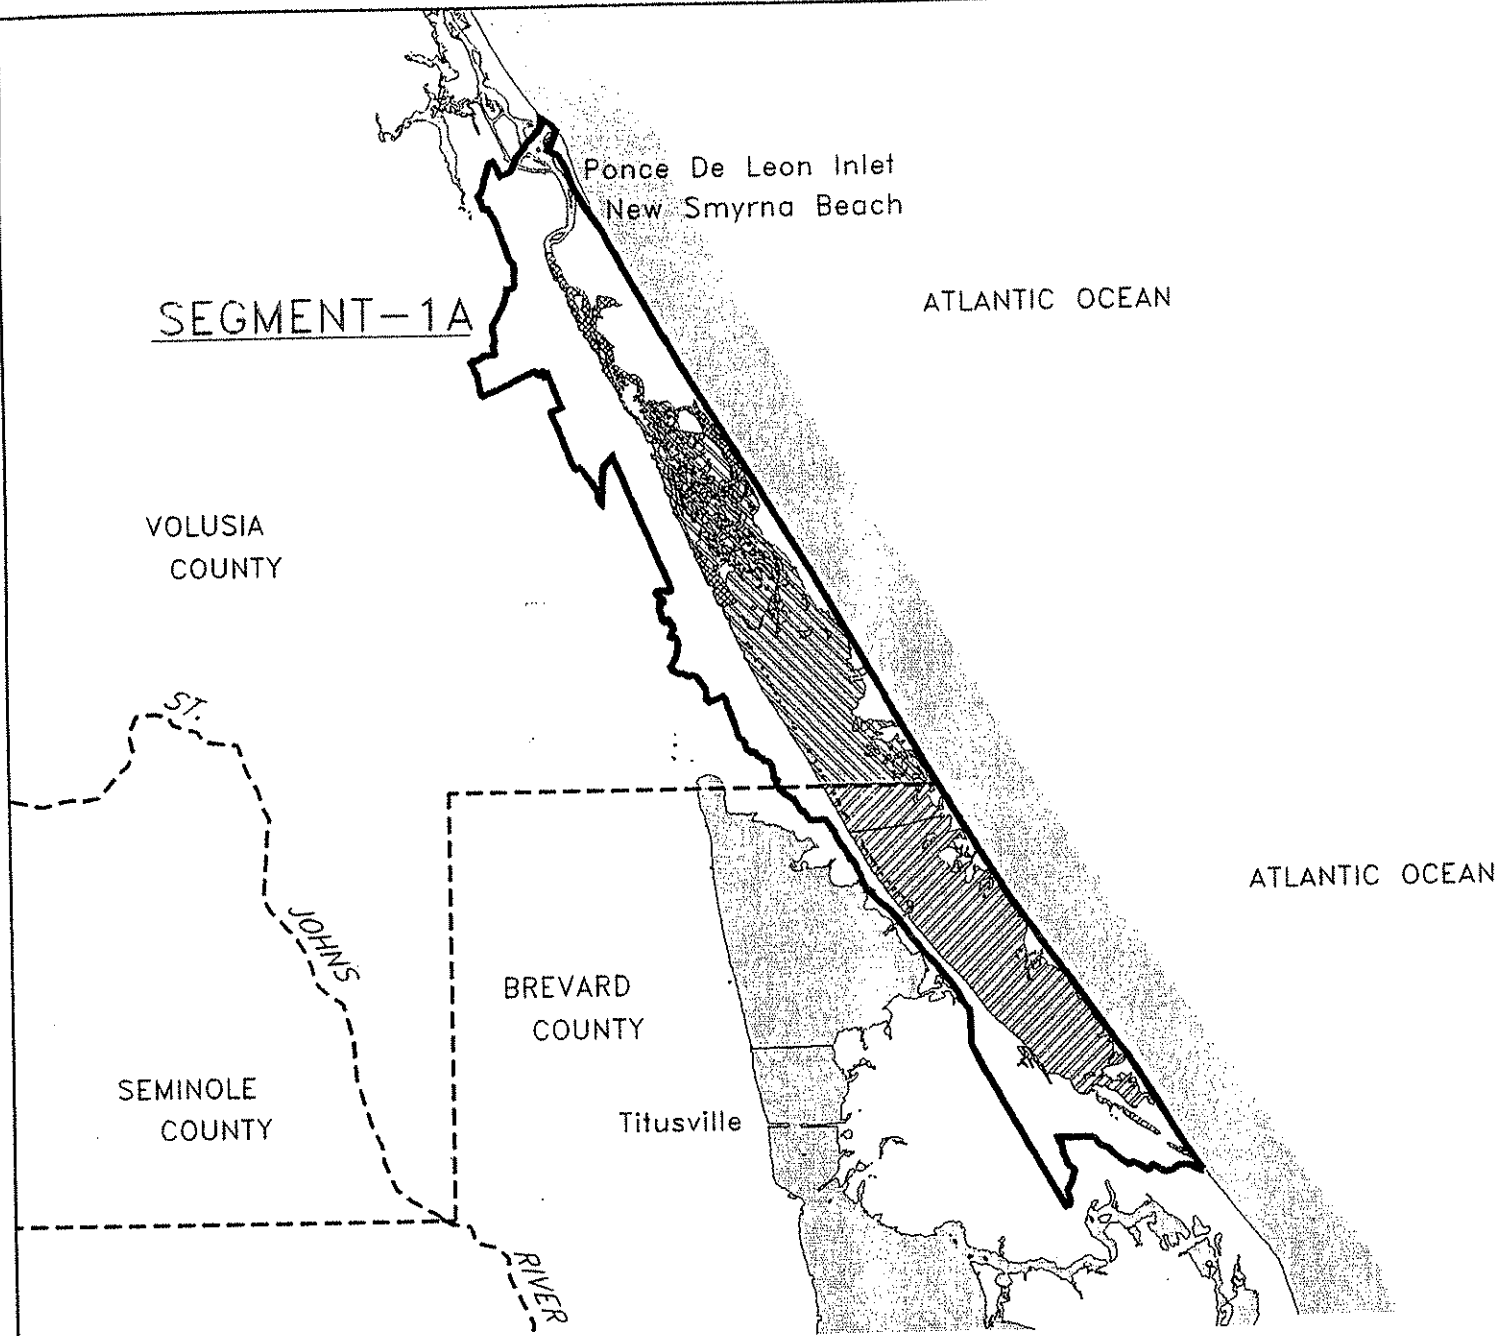 Ponce De Leon Inlet
New Smyrna Beach
ATLANTIC OCEAN
SEGMENT-1A
VOLUSIA
COUNTY
ST.
JOHNS
RIVER
ATLANTIC OCEAN
BREVARD
COUNTY
SEMINOLE
COUNTY
Titusville